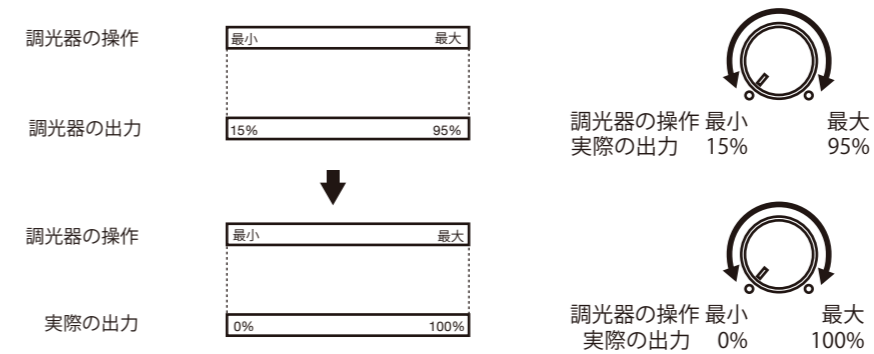 調光器の操作 最小 最大
調光器の出力 15% 95%
調光器の操作 最小 最大
実際の出力 15% 95%
調光器の操作 最小 最大
実際の出力 0% 100%
調光器の操作 最小 最大
実際の出力 0% 100%